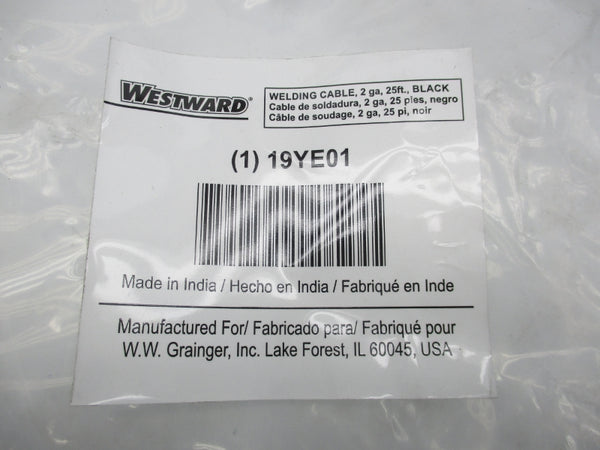 WESTWARD®
WELDING CABLE, 2 ga, 25ft., BLACK
Cable de soldadura, 2 ga, 25 pies, negro
Câble de soudage, 2 ga, 25 pi, noir
(1) 19YE01
Made in India / Hecho en India / Fabriqué en Inde
Manufactured For/ Fabricado para/ Fabriqué pour
W.W. Grainger, Inc. Lake Forest, IL 60045, USA